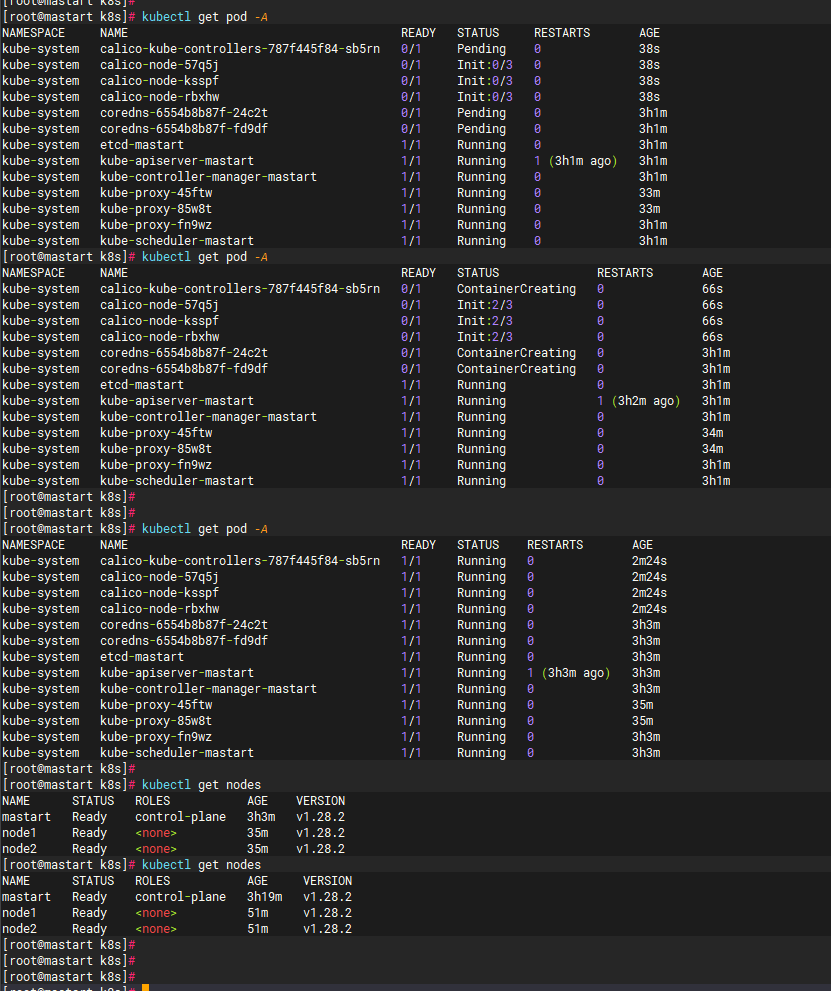 [root@mastart k8s]#
[root@mastart k8s]# kubectl get pod -A
NAMESPACE NAME READY STATUS RESTARTS AGE
kube-system calico-kube-controllers-787f445f84-sb5rn 0/1 Pending 0 38s
kube-system calico-node-57q5j 0/1 Init:0/3 0 38s
kube-system calico-node-ksspf 0/1 Init:0/3 0 38s
kube-system calico-node-rbxhw 0/1 Init:0/3 0 38s
kube-system coredns-6554b8b87f-24c2t 0/1 Pending 0 3h1m
kube-system coredns-6554b8b87f-fd9df 0/1 Pending 0 3h1m
kube-system etcd-mastart 1/1 Running 0 3h1m
kube-system kube-apiserver-mastart 1/1 Running 1 (3h1m ago) 3h1m
kube-system kube-controller-manager-mastart 1/1 Running 0 3h1m
kube-system kube-proxy-45ftw 1/1 Running 0 33m
kube-system kube-proxy-85w8t 1/1 Running 0 33m
kube-system kube-proxy-fn9wz 1/1 Running 0 3h1m
kube-system kube-scheduler-mastart 1/1 Running 0 3h1m
[root@mastart k8s]# kubectl get pod -A
NAMESPACE NAME READY STATUS RESTARTS AGE
kube-system calico-kube-controllers-787f445f84-sb5rn 0/1 ContainerCreating 0 66s
kube-system calico-node-57q5j 0/1 Init:2/3 0 66s
kube-system calico-node-ksspf 0/1 Init:2/3 0 66s
kube-system calico-node-rbxhw 0/1 Init:2/3 0 66s
kube-system coredns-6554b8b87f-24c2t 0/1 ContainerCreating 0 3h1m
kube-system coredns-6554b8b87f-fd9df 0/1 ContainerCreating 0 3h1m
kube-system etcd-mastart 1/1 Running 0 3h1m
kube-system kube-apiserver-mastart 1/1 Running 1 (3h2m ago) 3h1m
kube-system kube-controller-manager-mastart 1/1 Running 0 3h1m
kube-system kube-proxy-45ftw 1/1 Running 0 34m
kube-system kube-proxy-85w8t 1/1 Running 0 34m
kube-system kube-proxy-fn9wz 1/1 Running 0 3h1m
kube-system kube-scheduler-mastart 1/1 Running 0 3h1m
[root@mastart k8s]#
[root@mastart k8s]#
[root@mastart k8s]# kubectl get pod -A
NAMESPACE NAME READY STATUS RESTARTS AGE
kube-system calico-kube-controllers-787f445f84-sb5rn 1/1 Running 0 2m24s
kube-system calico-node-57q5j 1/1 Running 0 2m24s
kube-system calico-node-ksspf 1/1 Running 0 2m24s
kube-system calico-node-rbxhw 1/1 Running 0 2m24s
kube-system coredns-6554b8b87f-24c2t 1/1 Running 0 3h3m
kube-system coredns-6554b8b87f-fd9df 1/1 Running 0 3h3m
kube-system etcd-mastart 1/1 Running 0 3h3m
kube-system kube-apiserver-mastart 1/1 Running 1 (3h3m ago) 3h3m
kube-system kube-controller-manager-mastart 1/1 Running 0 3h3m
kube-system kube-proxy-45ftw 1/1 Running 0 35m
kube-system kube-proxy-85w8t 1/1 Running 0 35m
kube-system kube-proxy-fn9wz 1/1 Running 0 3h3m
kube-system kube-scheduler-mastart 1/1 Running 0 3h3m
[root@mastart k8s]#
[root@mastart k8s]# kubectl get nodes
NAME STATUS ROLES AGE VERSION
mastart Ready control-plane 3h3m v1.28.2
node1 Ready <none> 35m v1.28.2
node2 Ready <none> 35m v1.28.2
[root@mastart k8s]# kubectl get nodes
NAME STATUS ROLES AGE VERSION
mastart Ready control-plane 3h19m v1.28.2
node1 Ready <none> 51m v1.28.2
node2 Ready <none> 51m v1.28.2
[root@mastart k8s]#
[root@mastart k8s]#
[root@mastart k8s]#
[root@mastart k8s]#